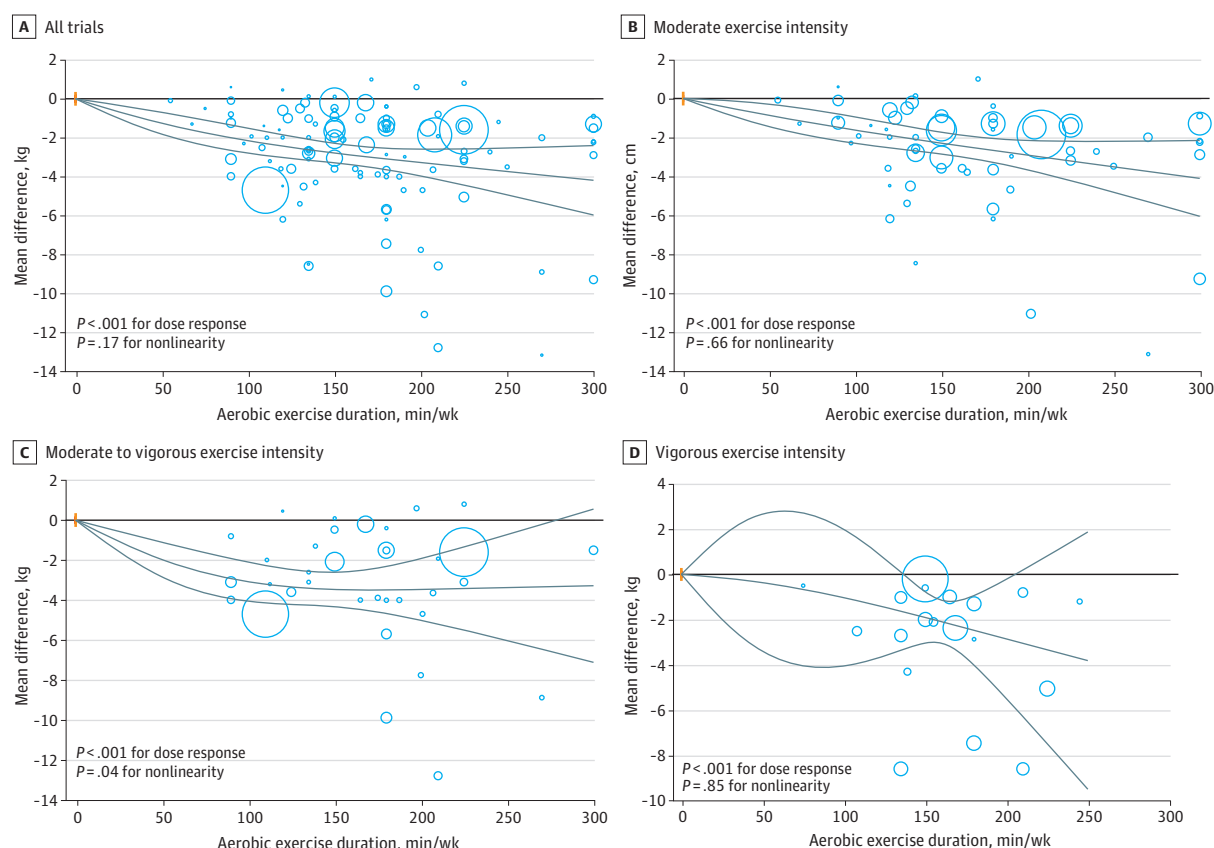 A All trials
2
0
-2
-4
-6
-8
-10
-12
-14
Mean difference, kg
P < .001 for dose response
P = .17 for nonlinearity
0 50 100 150 200 250 300
Aerobic exercise duration, min/wk
B Moderate exercise intensity
2
0
-2
-4
-6
-8
-10
-12
-14
Mean difference, cm
P < .001 for dose response
P = .66 for nonlinearity
0 50 100 150 200 250 300
Aerobic exercise duration, min/wk
C Moderate to vigorous exercise intensity
2
0
-2
-4
-6
-8
-10
-12
-14
Mean difference, kg
P < .001 for dose response
P = .04 for nonlinearity
0 50 100 150 200 250 300
Aerobic exercise duration, min/wk
D Vigorous exercise intensity
4
2
0
-2
-4
-6
-8
-10
Mean difference, kg
P < .001 for dose response
P = .85 for nonlinearity
0 50 100 150 200 250 300
Aerobic exercise duration, min/wk